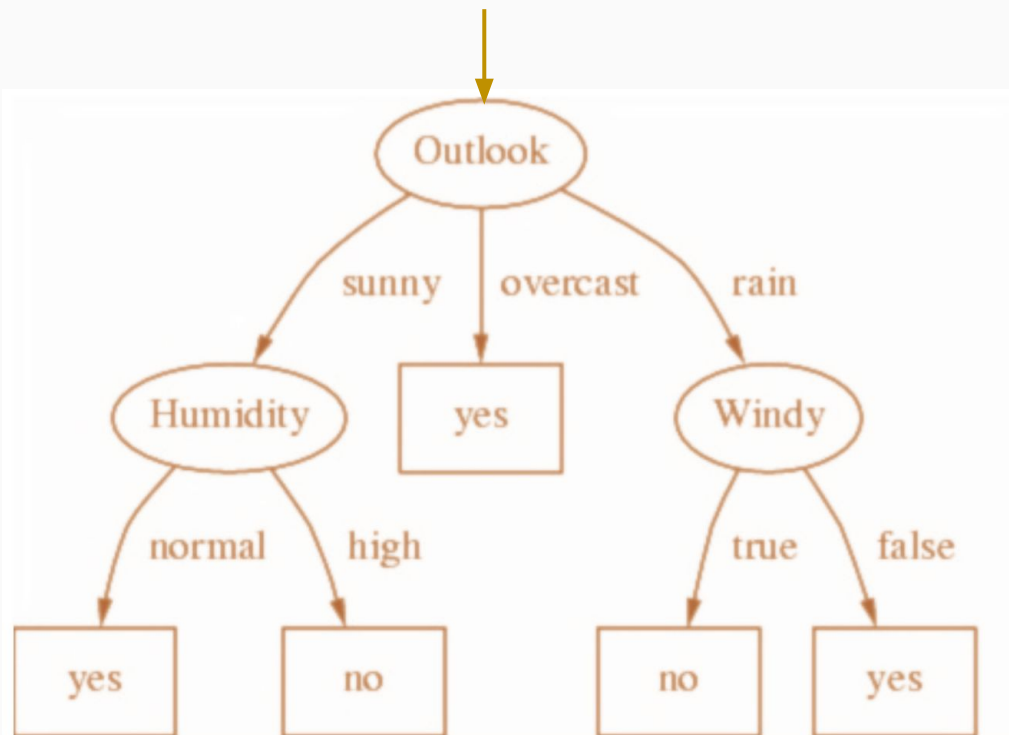 Outlook
sunny overcast rain
Humidity yes Windy
normal high true false
yes no no yes